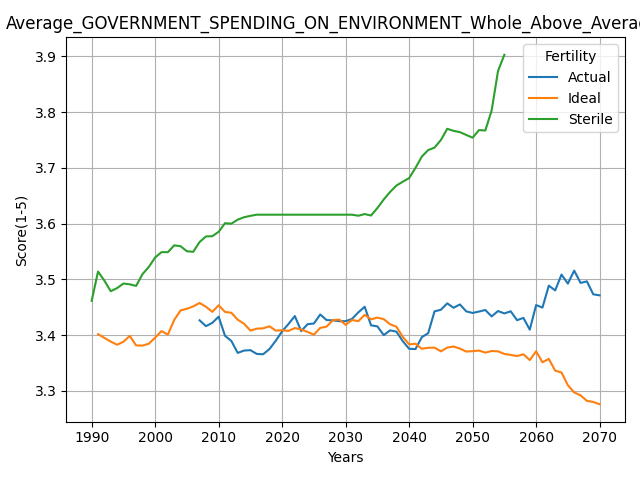 Average_GOVERNMENT_SPENDING_ON_ENVIRONMENT_Whole_Above_Avera
Fertility
Actual
Ideal
Sterile
Score(1-5)
3.9
3.8
3.7
3.6
3.5
3.4
3.3
1990 2000 2010 2020 2030 2040 2050 2060 2070
Years